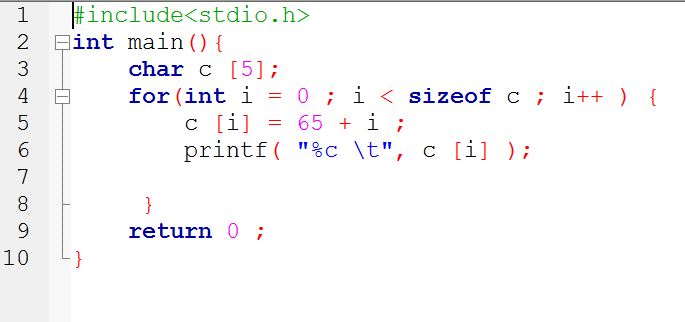 1 #include<stdio.h>
2 int main(){
3     char c [5];
4     for(int i = 0 ; i < sizeof c ; i++ ) {
5         c [i] = 65 + i ;
6         printf( "%c \t", c [i] );
7
8      }
9     return 0 ;
10 }